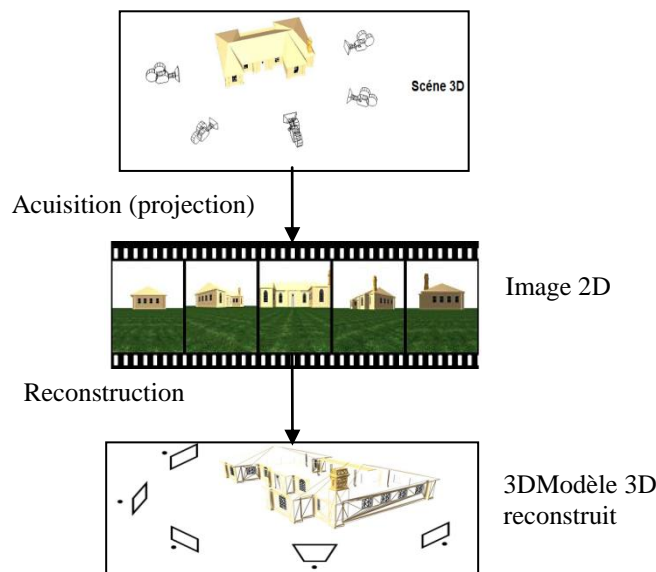 Scéne 3D
Acuisition (projection)
Image 2D
Reconstruction
3DModèle 3D
reconstruit